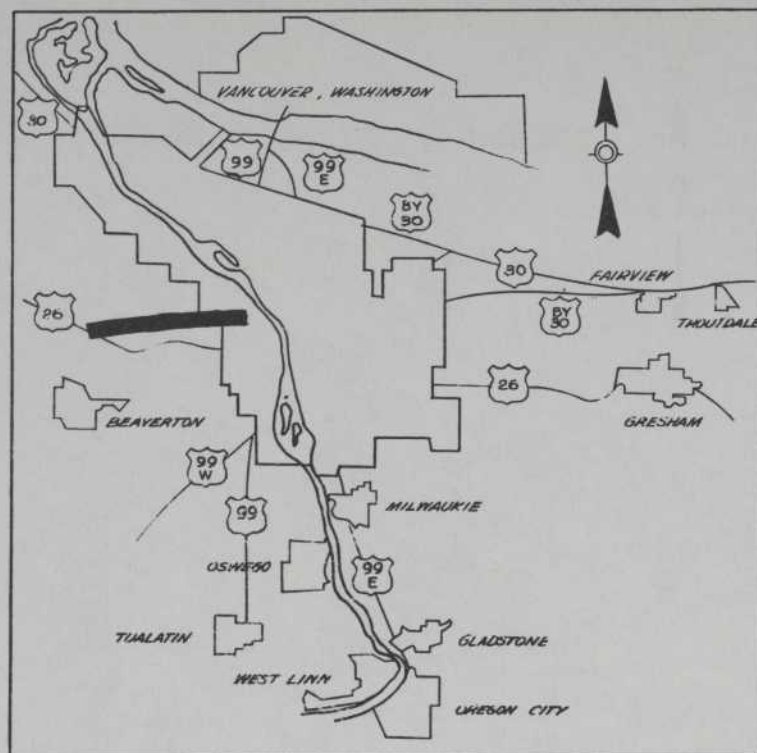 30
VANCOUVER, WASHINGTON
99
99
E
BY
30
30
FAIRVIEW
BY
30
TROUTDALE
26
26
GRESHAM
BEAVERTON
99
W
99
MILWAUKIE
OSWEGO
99
E
TUALATIN
GLADSTONE
WEST LINN
OREGON CITY